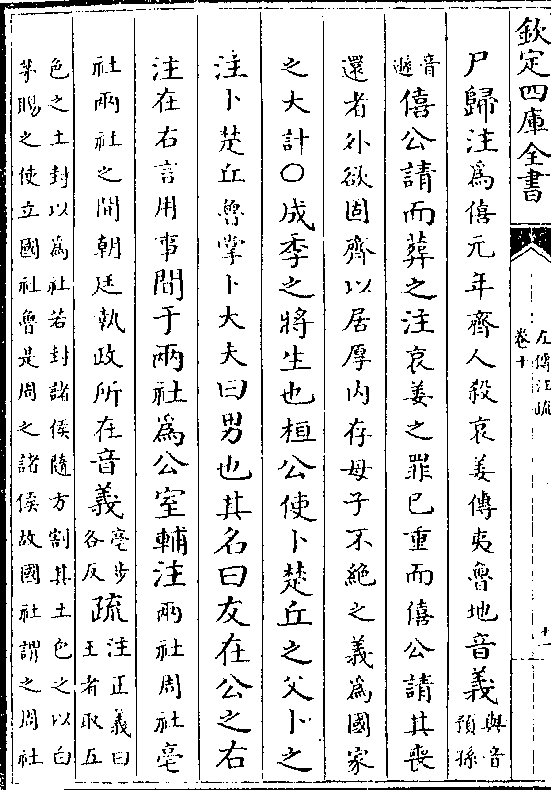 欽定四庫全書
左傳注疏
卷十
十一
尸歸注為僖元年齊人殺哀姜傳夷魯地音義與音
預孫
音
遜僖公請而葬之注哀姜之罪已重而僖公請其喪
還者外欲固齊以居厚内存母子不絶之義為國家
之大計〇成季之將生也桓公使卜楚丘之父卜之
注卜楚丘魯掌卜大夫曰男也其名曰友在公之右
注在右言用事間于兩社為公室輔注兩社周社亳
社兩社之間朝廷執政所在音義亳步
各反疏注正義曰
王者取五
色之土封以為社若封諸侯隨方割其土色之以白
茅賜之使立國社魯是周之諸侯故國社謂之周社